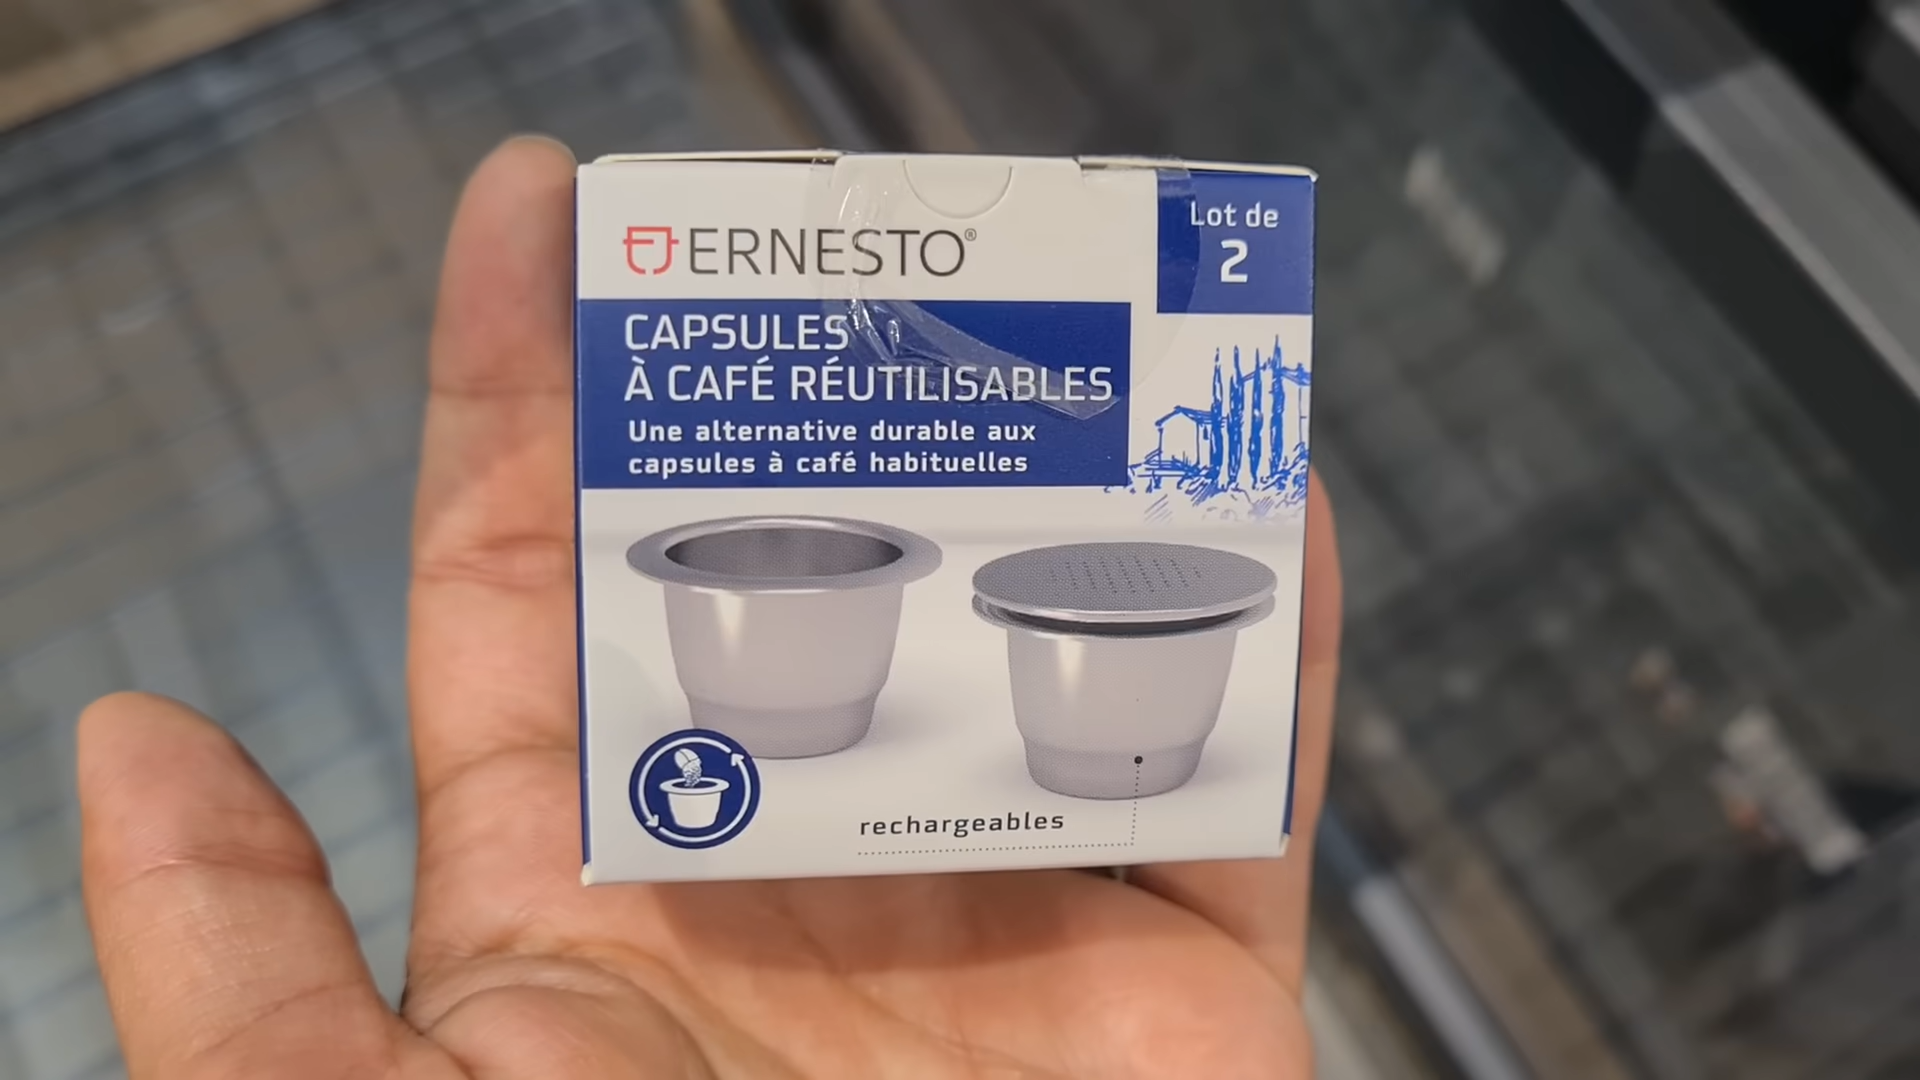 ERNESTO®
Lot de
2
CAPSULES
À CAFÉ RÉUTILISABLES
Une alternative durable aux
capsules à café habituelles
rechargeables